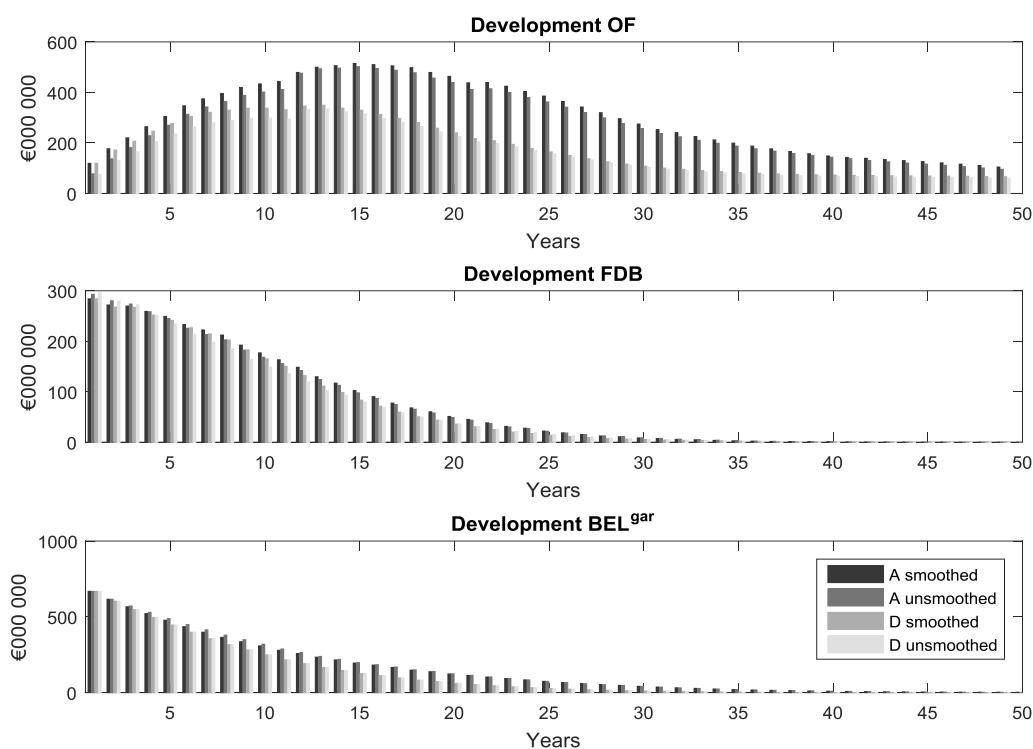 Development OF
600
400
200
0
€000 000
5 10 15 20 25 30 35 40 45 50
Years
Development FDB
300
200
100
0
€000 000
5 10 15 20 25 30 35 40 45 50
Years
Development BELgar
1000
500
0
€000 000
A smoothed
A unsmoothed
D smoothed
D unsmoothed
5 10 15 20 25 30 35 40 45 50
Years